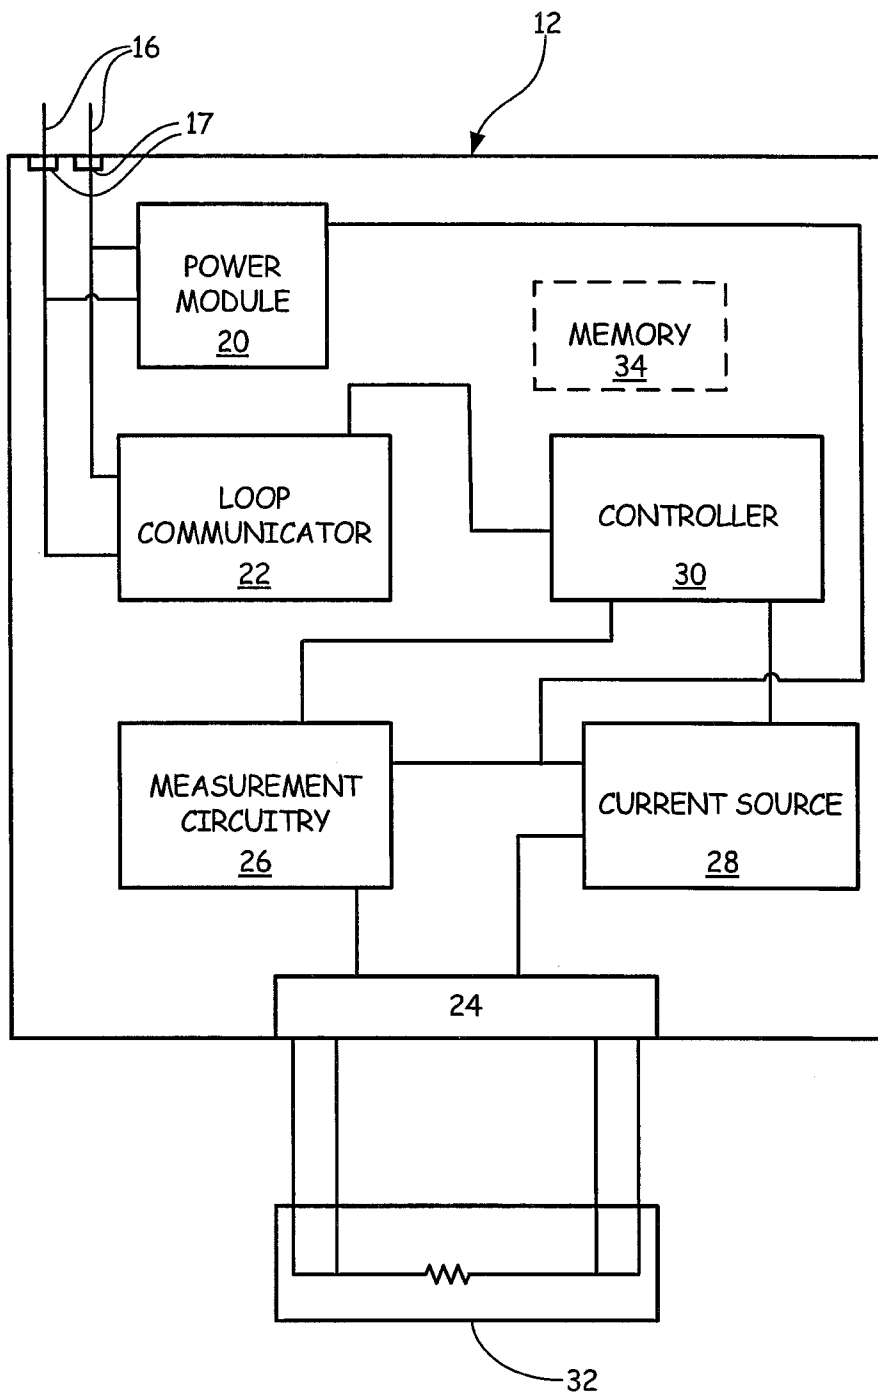 16
12
17
POWER
MODULE
20
MEMORY
34
LOOP
COMMUNICATOR
22
CONTROLLER
30
MEASUREMENT
CIRCUITRY
26
CURRENT SOURCE
28
24
32